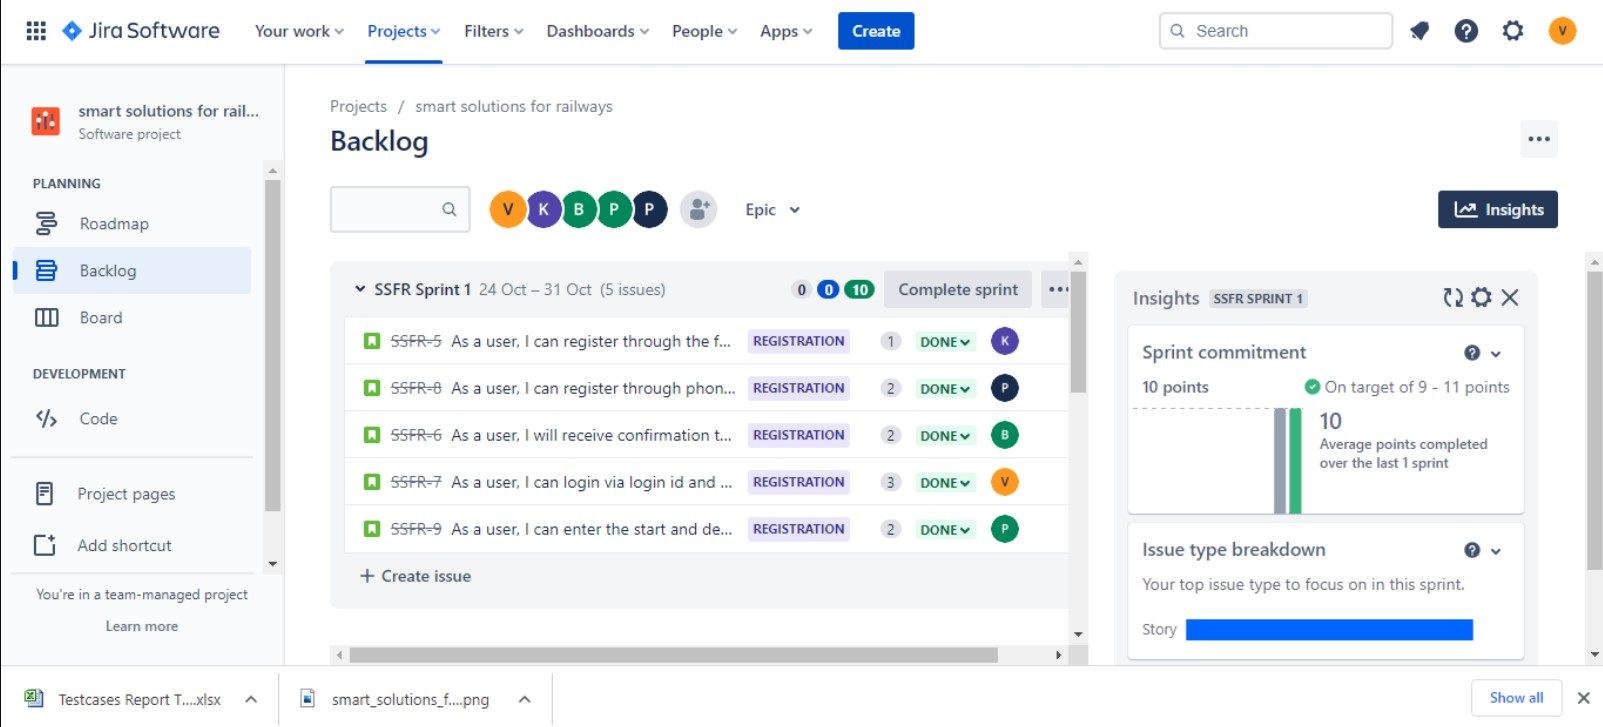 Jira Software Your work Projects Filters Dashboards People Apps Create Search V
smart solutions for rail...
Software project
PLANNING
Roadmap
Backlog
Board
DEVELOPMENT
Code
Project pages
Add shortcut
You're in a team-managed project
Learn more
Projects / smart solutions for railways
Backlog
V K B P P Epic
Insights
SSFR Sprint 1 24 Oct – 31 Oct (5 issues) 0 0 10 Complete sprint
SSFR-5 As a user, I can register through the f... REGISTRATION 1 DONE K
SSFR-8 As a user, I can register through phon... REGISTRATION 2 DONE P
SSFR-6 As a user, I will receive confirmation t... REGISTRATION 2 DONE B
SSFR-7 As a user, I can login via login id and ... REGISTRATION 3 DONE V
SSFR-9 As a user, I can enter the start and de... REGISTRATION 2 DONE P
+ Create issue
Insights SSFR SPRINT 1
Sprint commitment
10 points On target of 9 - 11 points
10
Average points completed
over the last 1 sprint
Issue type breakdown
Your top issue type to focus on in this sprint.
Story
Testcases Report T....xlsx smart_solutions_f....png Show all